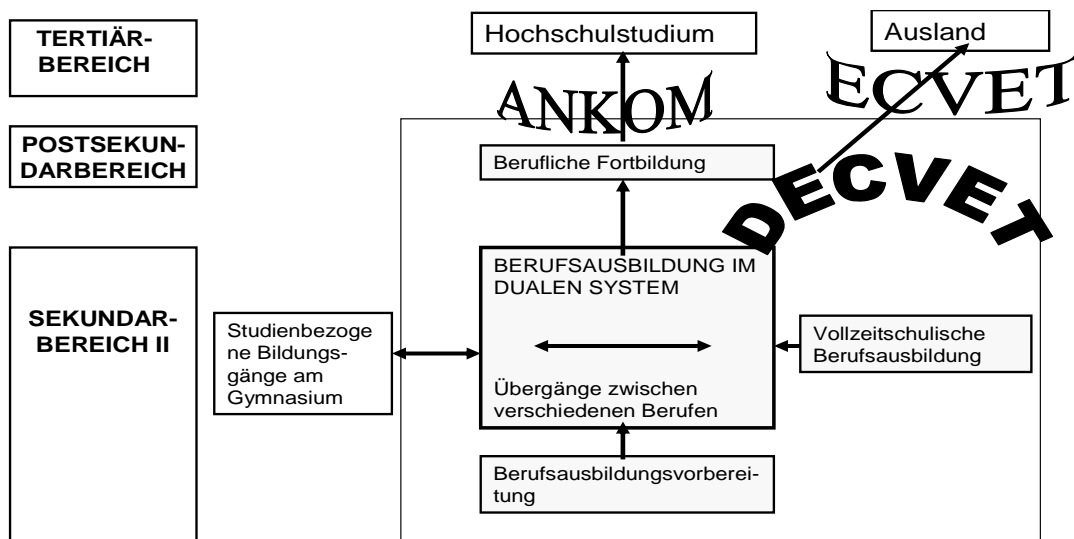 TERTIÄR-
BEREICH
Hochschulstudium
Ausland
ANKOM
ECVET
POSTSEKUN-
DARBEREICH
Berufliche Fortbildung
DECVET
SEKUNDAR-
BEREICH II
Studienbezoge
ne Bildungs-
gänge am
Gymnasium
BERUFSAUSBILDUNG IM
DUALEN SYSTEM
Übergänge zwischen
verschiedenen Berufen
Vollzeitschulische
Berufsausbildung
Berufsausbildungsvorberei-
tung